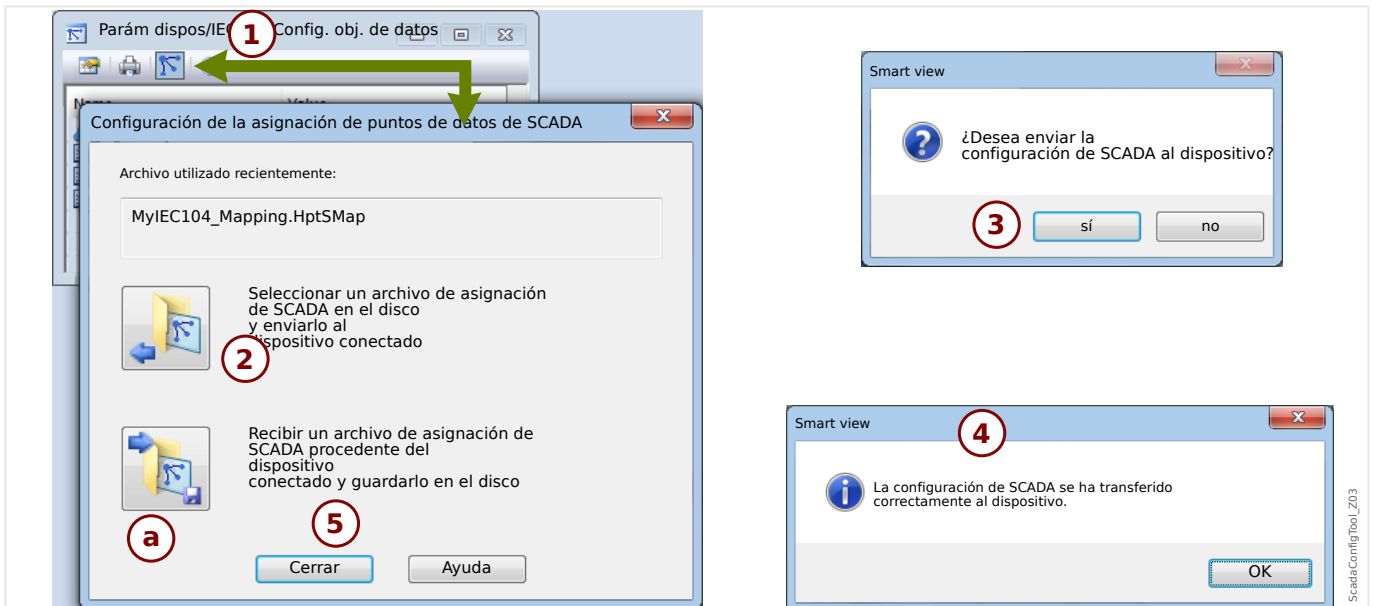 Parám dispos/IEC
Config. obj. de datos
1
Configuración de la asignación de puntos de datos de SCADA
Archivo utilizado recientemente:
MyIEC104_Mapping.HptSMap
Seleccionar un archivo de asignación
de SCADA en el disco
y enviarlo al
dispositivo conectado
2
Recibir un archivo de asignación de
SCADA procedente del
dispositivo
conectado y guardarlo en el disco
a
5
Cerrar
Ayuda
Smart view
¿Desea enviar la
configuración de SCADA al dispositivo?
3
sí
no
Smart view
4
La configuración de SCADA se ha transferido
correctamente al dispositivo.
OK
ScadaConfigTool_Z03